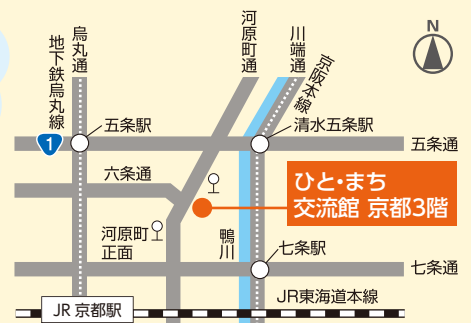 烏丸通
地下鉄烏丸線
河原町通
川端通
京阪本線
N
1
五条駅
清水五条駅
五条通
六条通
ひと・まち
交流館 京都3階
河原町
正面
鴨川
七条駅
七条通
JR東海道本線
JR 京都駅